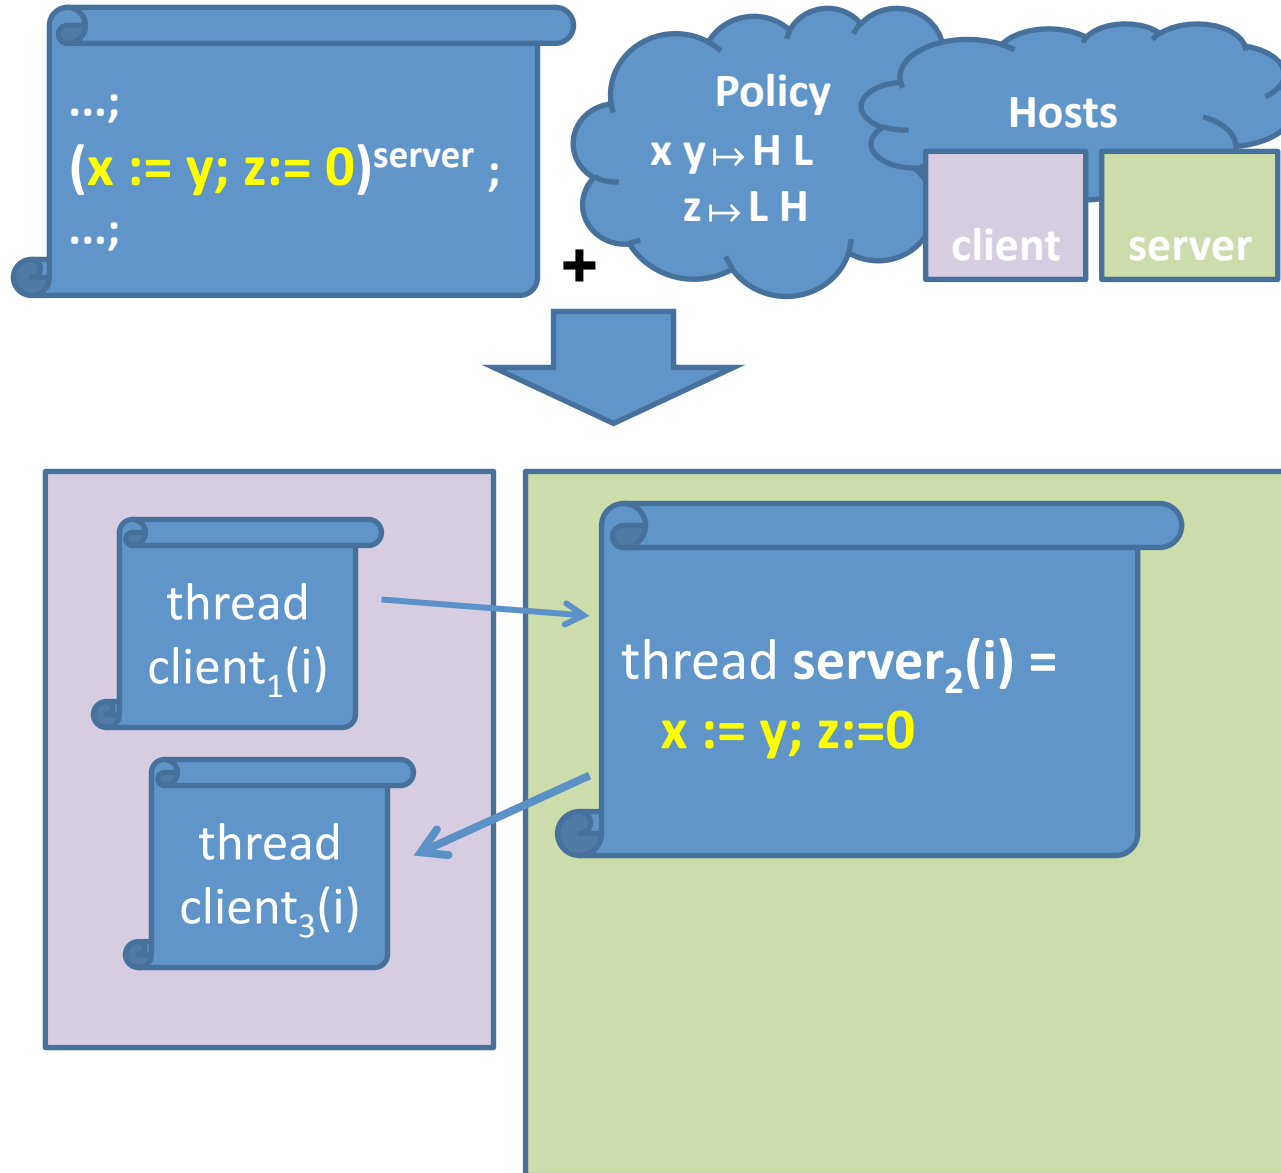 ...;
(x := y; z:= 0)^server ;
...;
+
Policy
x y ↦ H L
z ↦ L H
Hosts
client
server
thread
client₁(i)
thread server₂(i) =
x := y; z:=0
thread
client₃(i)